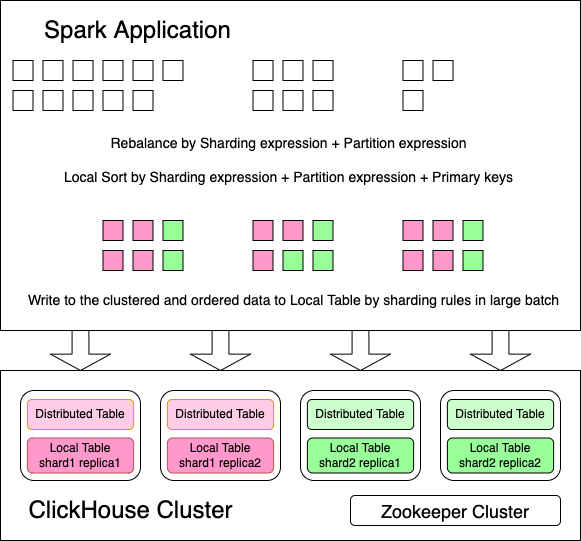 Spark Application
Rebalance by Sharding expression + Partition expression
Local Sort by Sharding expression + Partition expression + Primary keys
Write to the clustered and ordered data to Local Table by sharding rules in large batch
Distributed Table
Local Table
shard1 replica1
Distributed Table
Local Table
shard1 replica2
Distributed Table
Local Table
shard2 replica1
Distributed Table
Local Table
shard2 replica2
ClickHouse Cluster
Zookeeper Cluster